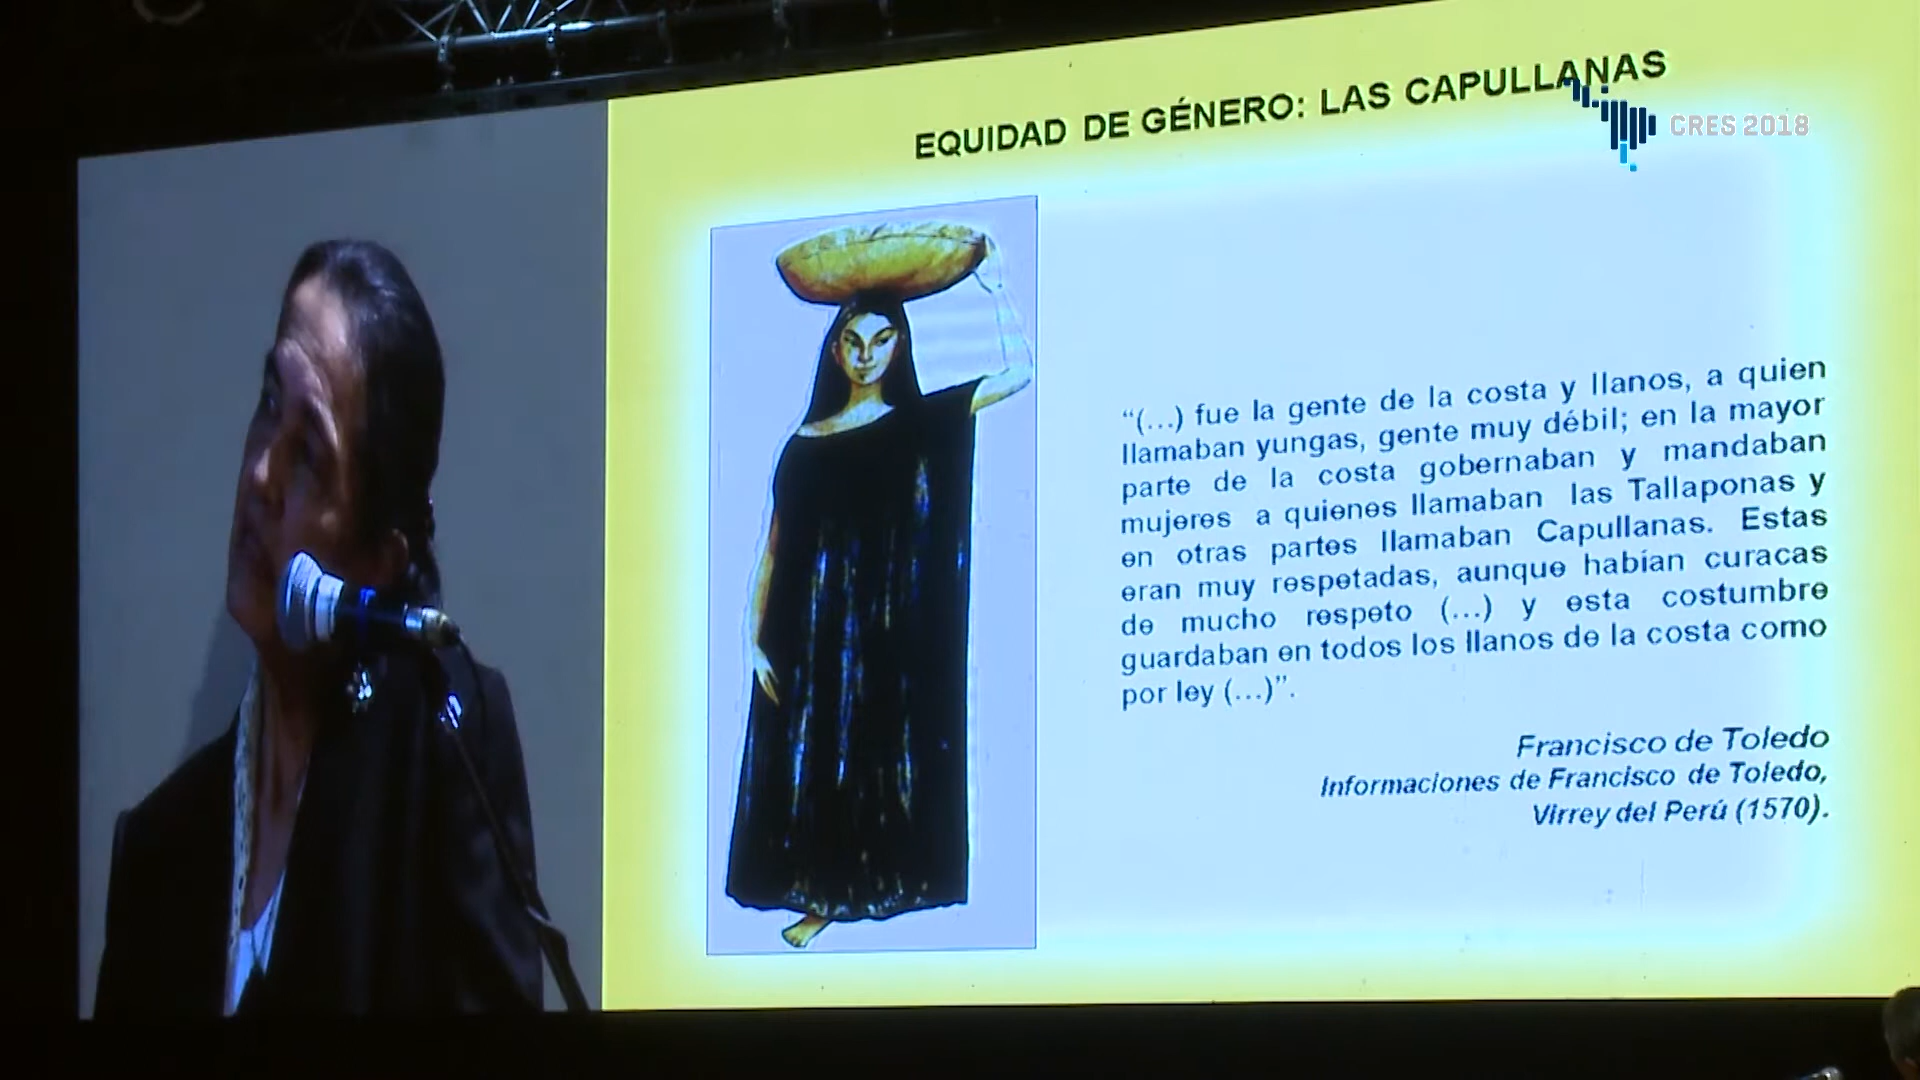 EQUIDAD DE GÉNERO: LAS CAPULLANAS
CRES 2018
“(...) fue la gente de la costa y llanos, a quien
llamaban yungas, gente muy débil; en la mayor
parte de la costa gobernaban y mandaban
mujeres a quienes llamaban las Tallaponas y
en otras partes llamaban Capullanas. Estas
eran muy respetadas, aunque habían curacas
de mucho respeto (...) y esta costumbre
guardaban en todos los llanos de la costa como
por ley (...)”.
Francisco de Toledo
Informaciones de Francisco de Toledo,
Virrey del Perú (1570).